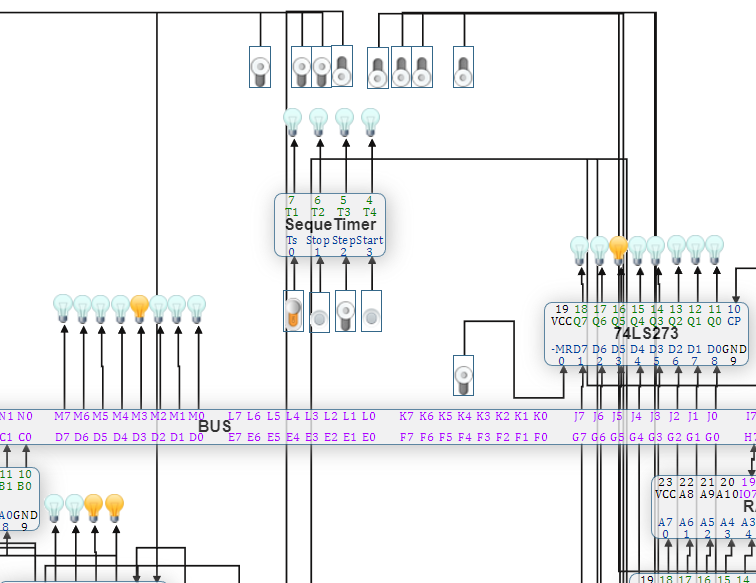 7 6 5 4
T1 T2 T3 T4
SequeTimer
Ts Stop Step Start
0 1 2 3
19 18 17 16 15 14 13 12 11 10
VCC Q7 Q6 Q5 Q4 Q3 Q2 Q1 Q0 CP
74LS273
-MR D7 D6 D5 D4 D3 D2 D1 D0 GND
0 1 2 3 4 5 6 7 8 9
N1 N0 M7 M6 M5 M4 M3 M2 M1 M0 L7 L6 L5 L4 L3 L2 L1 L0 K7 K6 K5 K4 K3 K2 K1 K0 J7 J6 J5 J4 J3 J2 J1 J0 I7
BUS
C1 C0 D7 D6 D5 D4 D3 D2 D1 D0 E7 E6 E5 E4 E3 E2 E1 E0 F7 F6 F5 F4 F3 F2 F1 F0 G7 G6 G5 G4 G3 G2 G1 G0 H7
11 10
B1 B0
A0 GND
8 9
23 22 21 20 19
VCC A8 A9 A10 IO7
A7 A6 A5 A4 A3
0 1 2 3 4
19 18 17 16 15 14